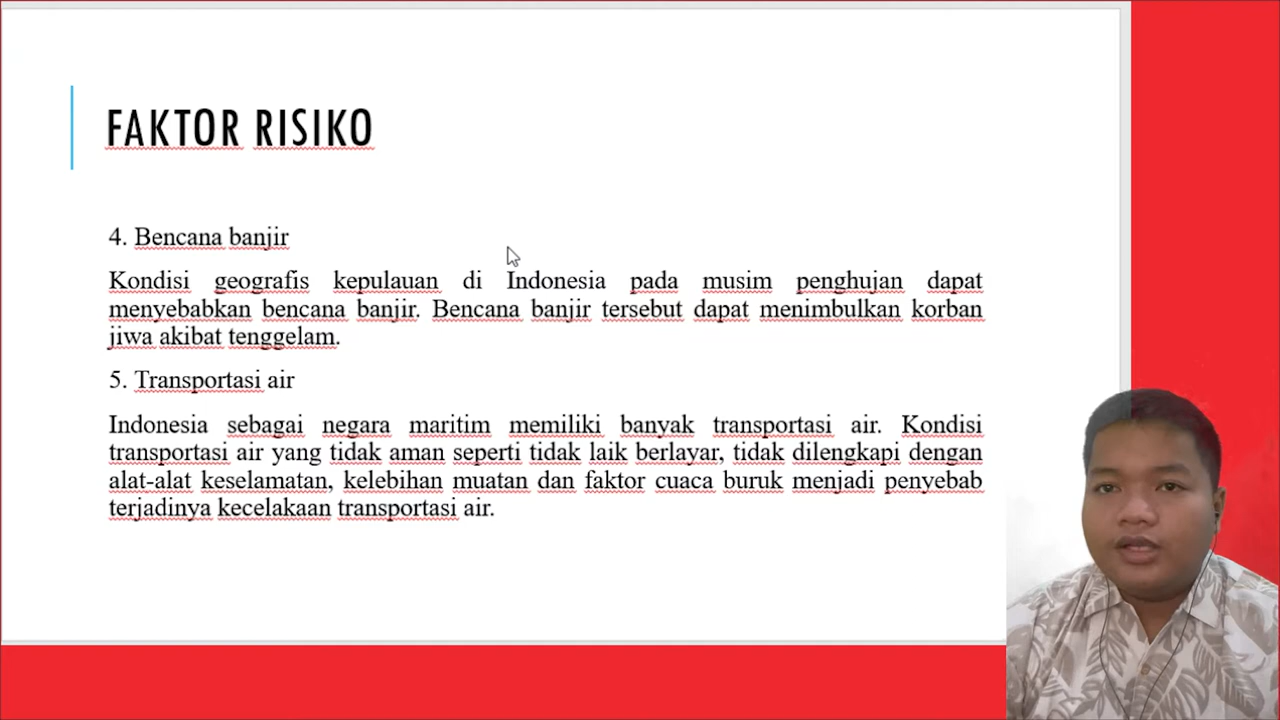 FAKTOR RISIKO
4. Bencana banjir
Kondisi geografis kepulauan di Indonesia pada musim penghujan dapat
menyebabkan bencana banjir. Bencana banjir tersebut dapat menimbulkan korban
jiwa akibat tenggelam.
5. Transportasi air
Indonesia sebagai negara maritim memiliki banyak transportasi air. Kondisi
transportasi air yang tidak aman seperti tidak laik berlayar, tidak dilengkapi dengan
alat-alat keselamatan, kelebihan muatan dan faktor cuaca buruk menjadi penyebab
terjadinya kecelakaan transportasi air.